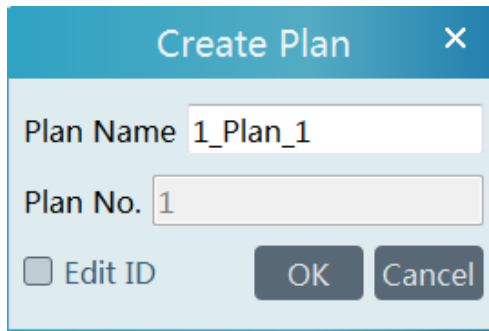 Create Plan
Plan Name 1_Plan_1
Plan No. 1
Edit ID OK Cancel